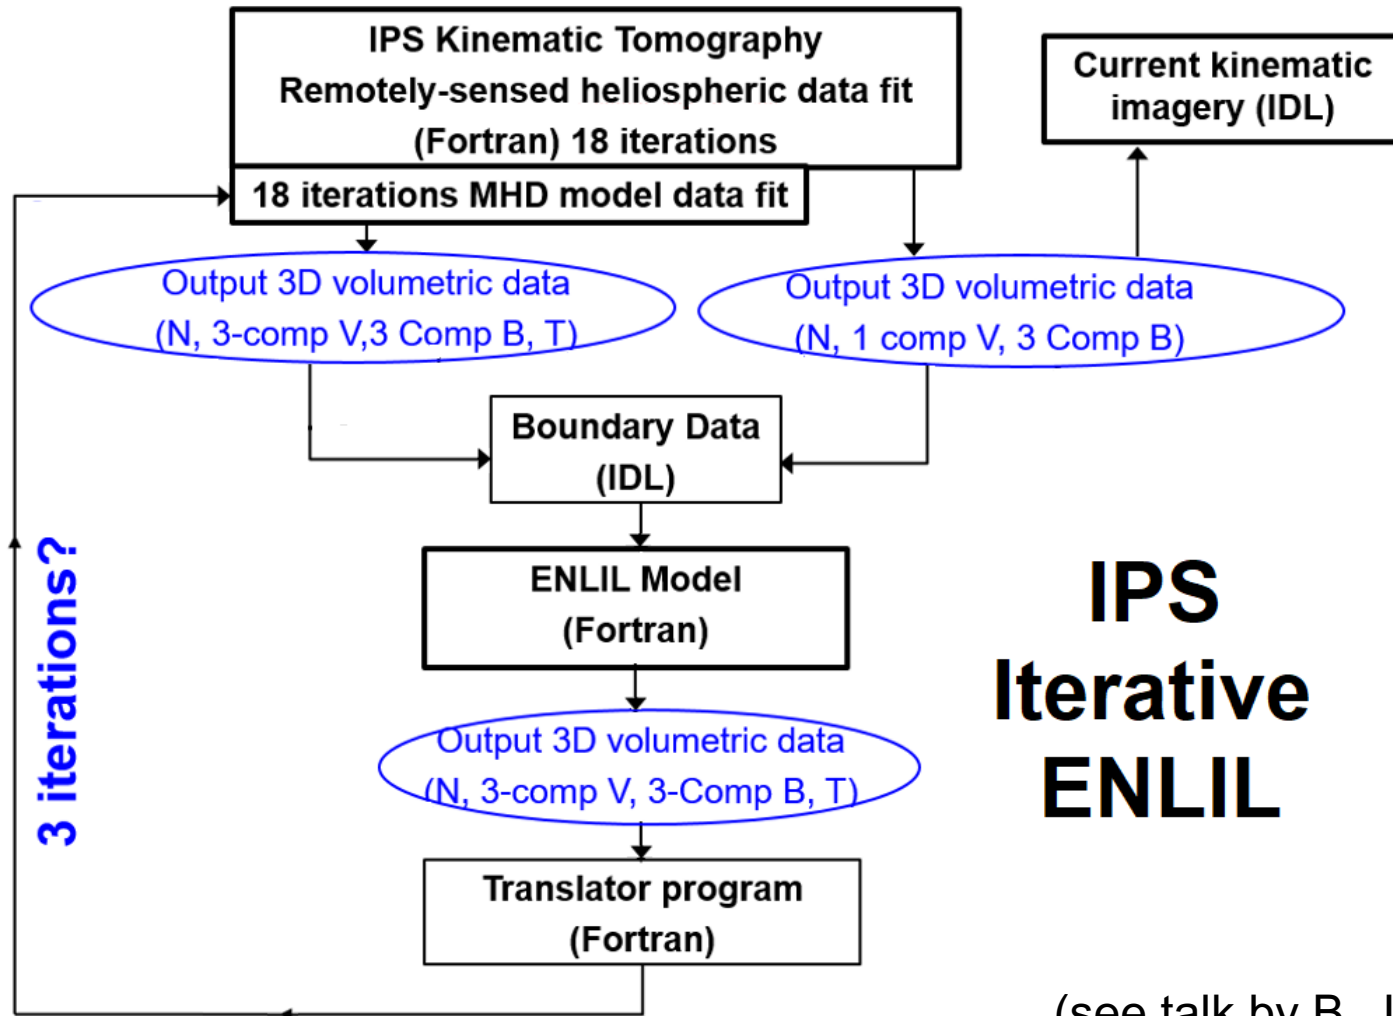 IPS Kinematic Tomography
Remotely-sensed heliospheric data fit
(Fortran) 18 iterations
Current kinematic
imagery (IDL)
18 iterations MHD model data fit
Output 3D volumetric data
(N, 3-comp V,3 Comp B, T)
Output 3D volumetric data
(N, 1 comp V, 3 Comp B)
Boundary Data
(IDL)
3 iterations?
ENLIL Model
(Fortran)
IPS
Iterative
ENLIL
Output 3D volumetric data
(N, 3-comp V, 3-Comp B, T)
Translator program
(Fortran)
(see talk by B.